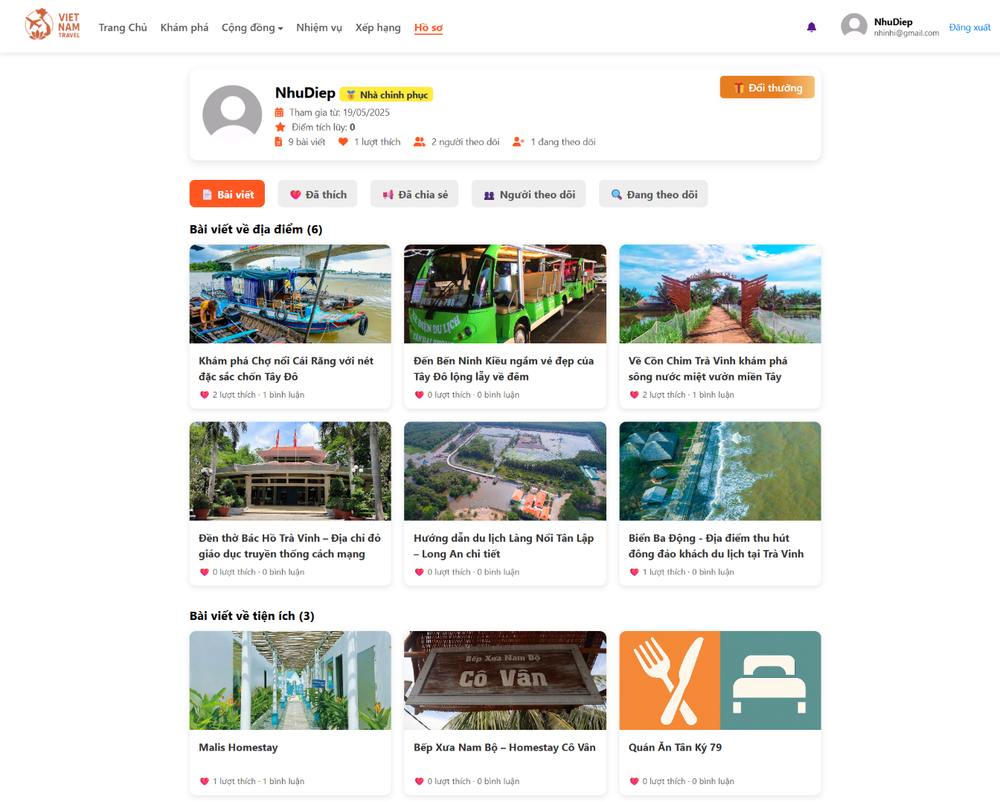 VIET
NAM
TRAVEL
Trang Chủ
Khám phá
Cộng đồng
Nhiệm vụ
Xếp hạng
Hồ sơ
NhuDiep
nhinhi@gmail.com
Đăng xuất
NhuDiep
Nhà chinh phục
Đổi thưởng
Tham gia từ: 19/05/2025
Điểm tích lũy: 0
9 bài viết
1 lượt thích
2 người theo dõi
1 đang theo dõi
Bài viết
Đã thích
Đã chia sẻ
Người theo dõi
Đang theo dõi
Bài viết về địa điểm (6)
XE ĐIỆN DU LỊCH
Khám phá Chợ nổi Cái Răng với nét
đặc sắc chốn Tây Đô
2 lượt thích · 1 bình luận
Đến Bến Ninh Kiều ngắm vẻ đẹp của
Tây Đô lộng lẫy về đêm
0 lượt thích · 0 bình luận
Về Cồn Chim Trà Vinh khám phá
sông nước miệt vườn miền Tây
2 lượt thích · 1 bình luận
Đền thờ Bác Hồ Trà Vinh – Địa chỉ đỏ
giáo dục truyền thống cách mạng
0 lượt thích · 0 bình luận
Hướng dẫn du lịch Làng Nổi Tân Lập
– Long An chi tiết
0 lượt thích · 0 bình luận
Biển Ba Động - Địa điểm thu hút
đông đảo khách du lịch tại Trà Vinh
1 lượt thích · 0 bình luận
Bài viết về tiện ích (3)
Bếp Xưa Nam Bộ
Cô Vân
Malis Homestay
1 lượt thích · 1 bình luận
Bếp Xưa Nam Bộ – Homestay Cô Vân
0 lượt thích · 0 bình luận
Quán Ăn Tân Ký 79
0 lượt thích · 0 bình luận